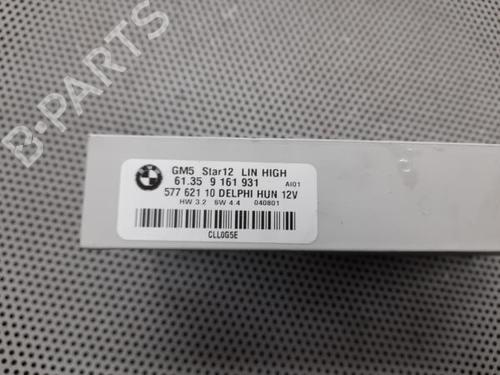 B-PARTS
GM5 Star12 LIN HIGH
61.35 9 161 931 AI01
577 621 10 DELPHI HUN 12V
HW 3.2 SW 4.4 040801
CLL0G5E